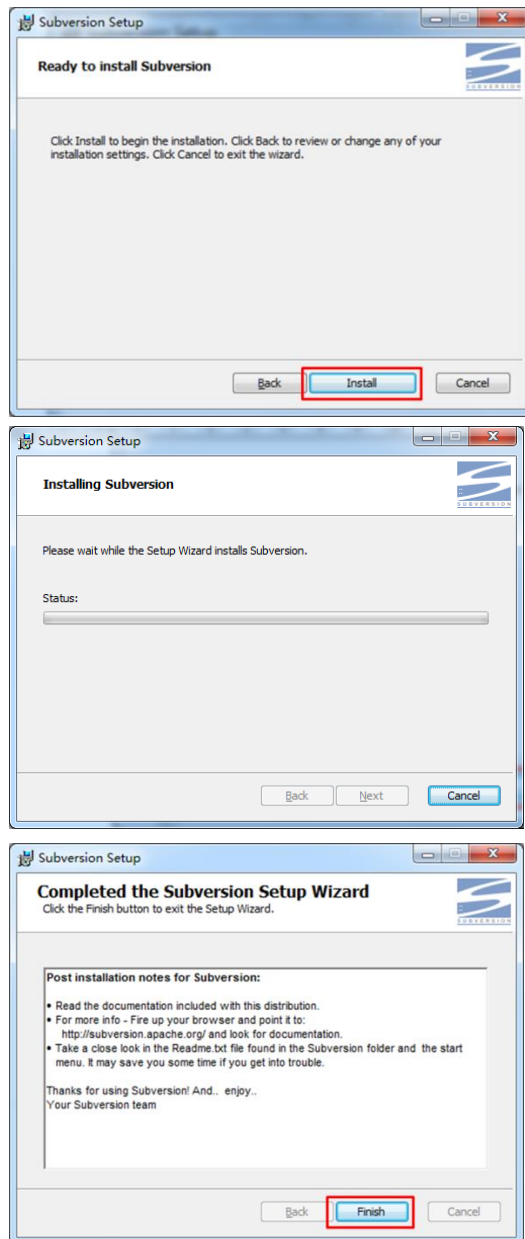 Subversion Setup
Ready to install Subversion
SUBVERSION
Click Install to begin the installation. Click Back to review or change any of your
installation settings. Click Cancel to exit the wizard.
Back Install Cancel
Subversion Setup
Installing Subversion
SUBVERSION
Please wait while the Setup Wizard installs Subversion.
Status:
Back Next Cancel
Subversion Setup
Completed the Subversion Setup Wizard
Click the Finish button to exit the Setup Wizard.
SUBVERSION
Post installation notes for Subversion:
• Read the documentation included with this distribution.
• For more info - Fire up your browser and point it to:
http://subversion.apache.org/ and look for documentation.
• Take a close look in the Readme.txt file found in the Subversion folder and the start
menu. It may save you some time if you get into trouble.
Thanks for using Subversion! And.. enjoy..
Your Subversion team
Back Finish Cancel